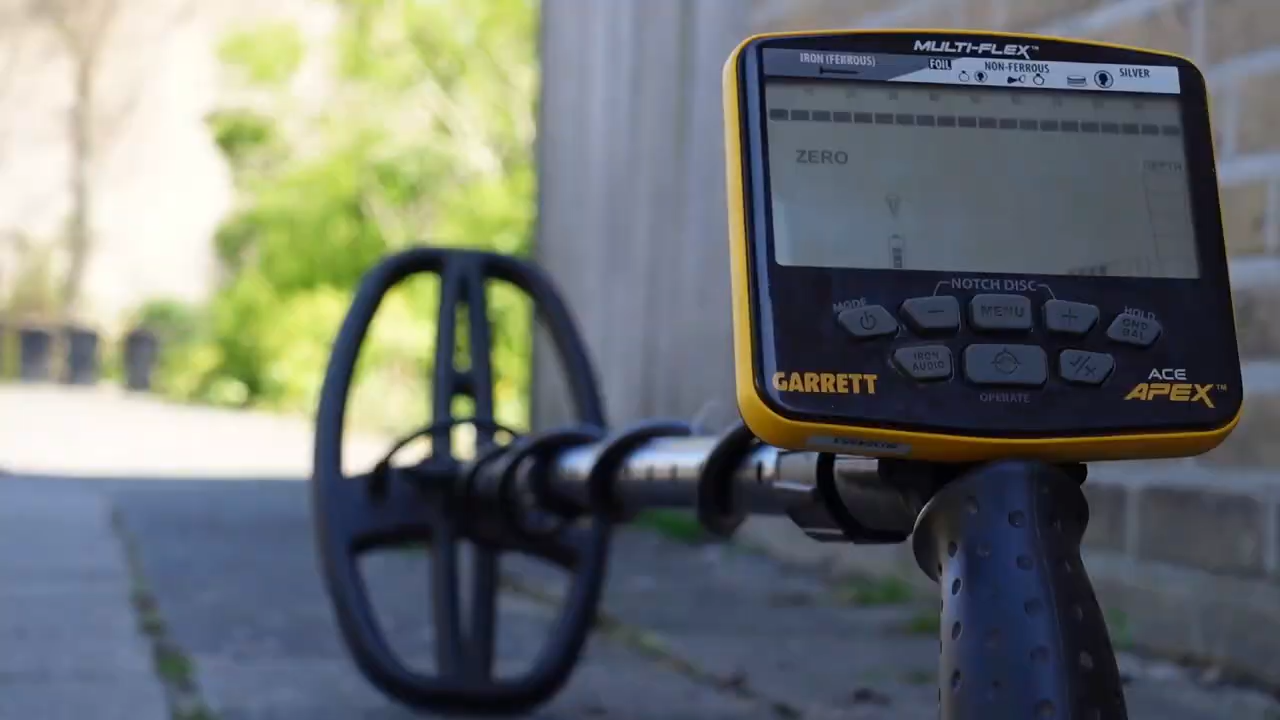 MULTI-FLEX™
IRON (FERROUS)
FOIL
NON-FERROUS
SILVER
ZERO
DEPTH
NOTCH DISC
MODE
− MENU +
HOLD
GND
BAL
IRON
AUDIO
✓/×
OPERATE
GARRETT
ACE
APEX™